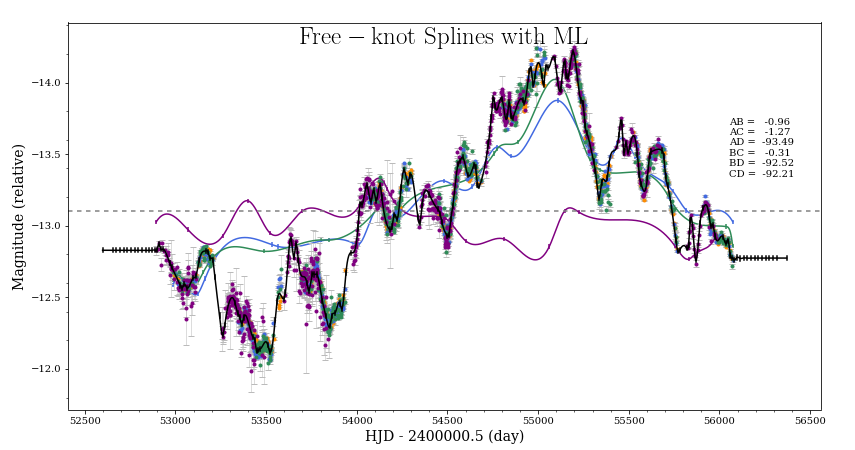 Free − knot Splines with ML
−14.0
−13.5
−13.0
−12.5
−12.0
Magnitude (relative)
AB = -0.96
AC = -1.27
AD = -93.49
BC = -0.31
BD = -92.52
CD = -92.21
52500 53000 53500 54000 54500 55000 55500 56000 56500
HJD - 2400000.5 (day)